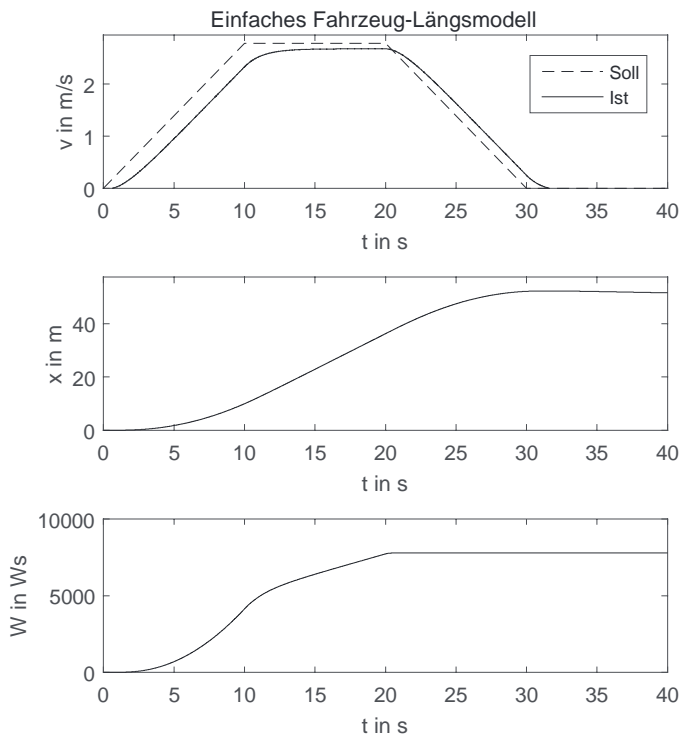 Einfaches Fahrzeug-Längsmodell
v in m/s
2
1
0
Soll
Ist
0 5 10 15 20 25 30 35 40
t in s
x in m
40
20
0
0 5 10 15 20 25 30 35 40
t in s
W in Ws
10000
5000
0
0 5 10 15 20 25 30 35 40
t in s